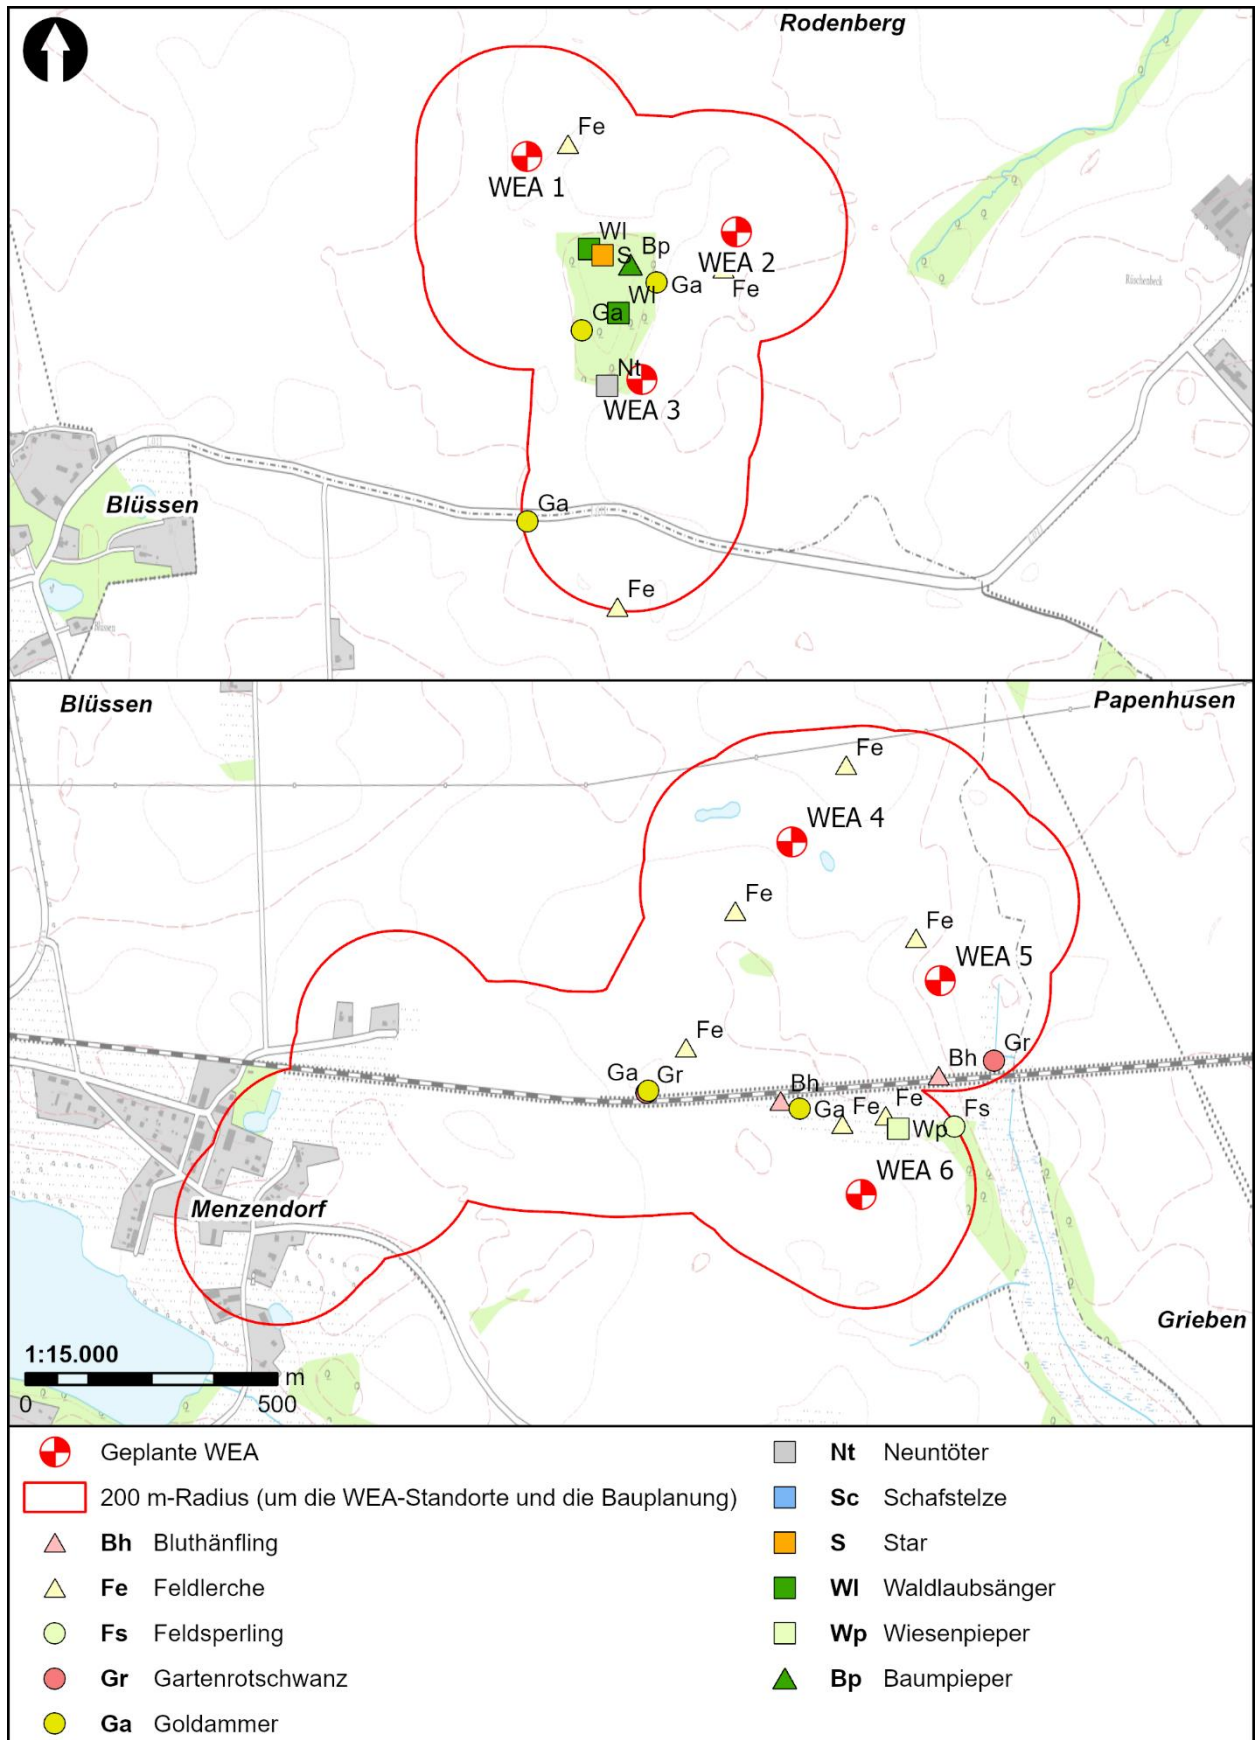 Rodenberg
Fe
WEA 1
Wl
S
Bp
WEA 2
Ga
Fe
Wl
Ga
Nt
WEA 3
Rüschenbeck
Blüssen
Ga
Blüssen
Fe
Blüssen
Papenhusen
Fe
WEA 4
Fe
Fe
WEA 5
Fe
Ga
Gr
Bh
Gr
Bh
Ga
Fe
Fe
Wp
Fs
WEA 6
Menzendorf
Grieben
1:15.000
m
0 500
Geplante WEA
200 m-Radius (um die WEA-Standorte und die Bauplanung)
Bh Bluthänfling
Fe Feldlerche
Fs Feldsperling
Gr Gartenrotschwanz
Ga Goldammer
Nt Neuntöter
Sc Schafstelze
S Star
Wl Waldlaubsänger
Wp Wiesenpieper
Bp Baumpieper